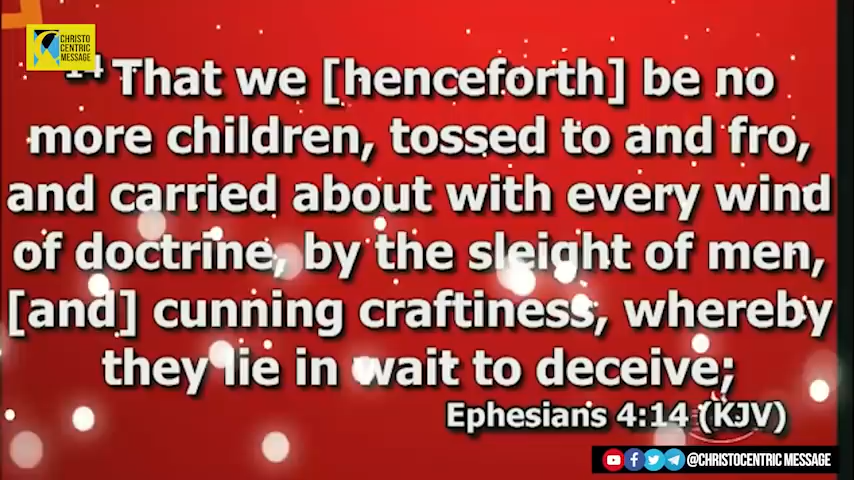 CHRISTO
CENTRIC
MESSAGE
14 That we [henceforth] be no
more children, tossed to and fro,
and carried about with every wind
of doctrine, by the sleight of men,
[and] cunning craftiness, whereby
they lie in wait to deceive;
Ephesians 4:14 (KJV)
@CHRISTOCENTRIC MESSAGE